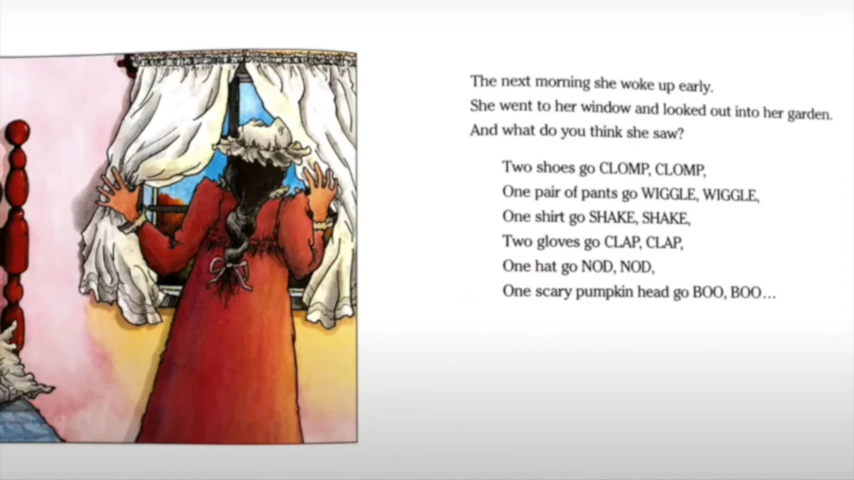 The next morning she woke up early.
She went to her window and looked out into her garden.
And what do you think she saw?
Two shoes go CLOMP, CLOMP,
One pair of pants go WIGGLE, WIGGLE,
One shirt go SHAKE, SHAKE,
Two gloves go CLAP, CLAP,
One hat go NOD, NOD,
One scary pumpkin head go BOO, BOO...